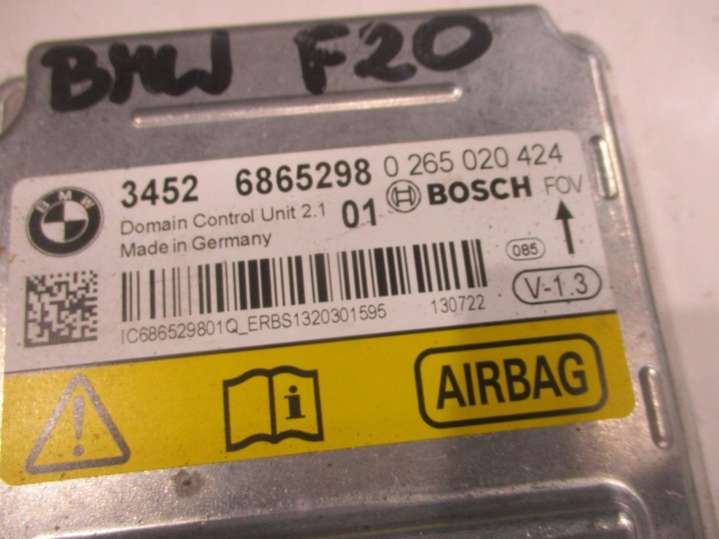 BMW F20
BMW 3452 6865298 0 265 020 424
Domain Control Unit 2.1 01 BOSCH FOV
Made in Germany
085
V-1.3
IC686529801Q_ERBS1320301595 130722
i
AIRBAG